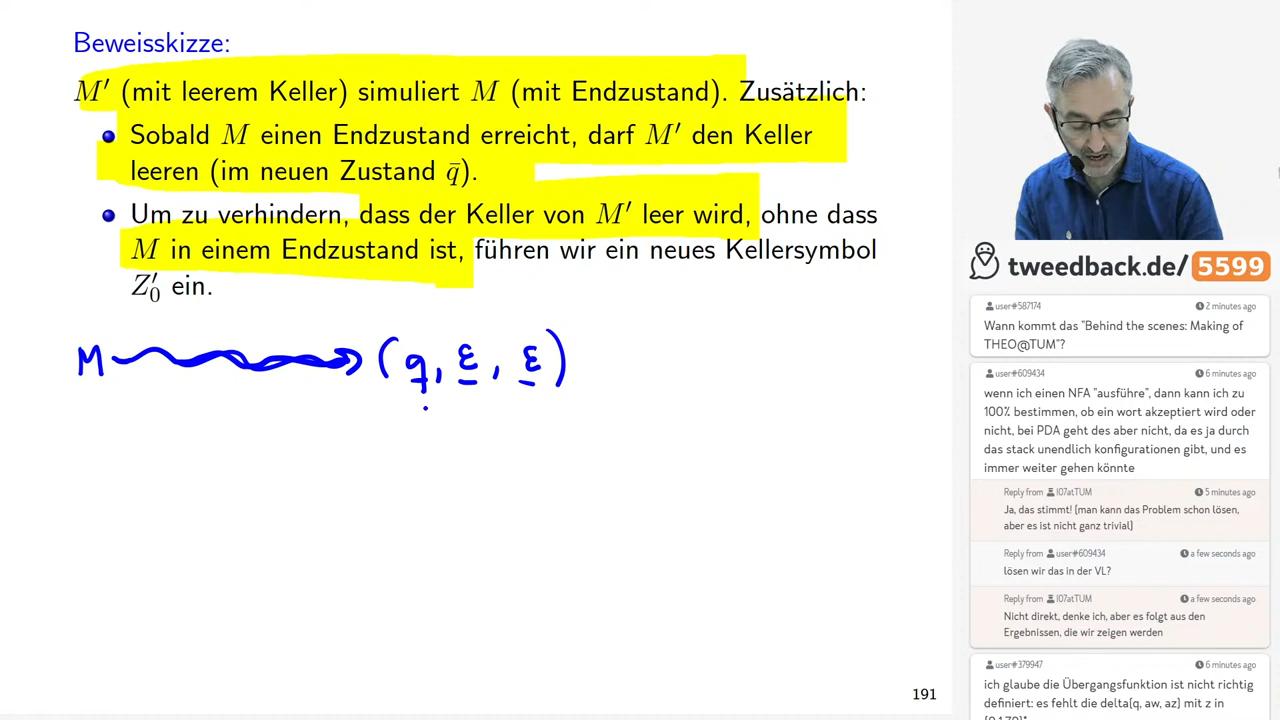 Beweisskizze:
M′ (mit leerem Keller) simuliert M (mit Endzustand). Zusätzlich:
• Sobald M einen Endzustand erreicht, darf M′ den Keller
leeren (im neuen Zustand q̄).
• Um zu verhindern, dass der Keller von M′ leer wird, ohne dass
M in einem Endzustand ist, führen wir ein neues Kellersymbol
Z′₀ ein.
M (q, ε, ε)
191
tweedback.de/ 5599
user#587174 2 minutes ago
Wann kommt das "Behind the scenes: Making of
THEO@TUM"?
user#609434 6 minutes ago
wenn ich einen NFA "ausführe", dann kann ich zu
100% bestimmen, ob ein wort akzeptiert wird oder
nicht, bei PDA geht des aber nicht, da es ja durch
das stack unendlich konfigurationen gibt, und es
immer weiter gehen könnte
Reply from I07atTUM 5 minutes ago
Ja, das stimmt! (man kann das Problem schon lösen,
aber es ist nicht ganz trivial)
Reply from user#609434 a few seconds ago
lösen wir das in der VL?
Reply from I07atTUM a few seconds ago
Nicht direkt, denke ich, aber es folgt aus den
Ergebnissen, die wir zeigen werden
user#379947 6 minutes ago
ich glaube die Übergangsfunktion ist nicht richtig
definiert: es fehlt die delta(q, aw, az) mit z in